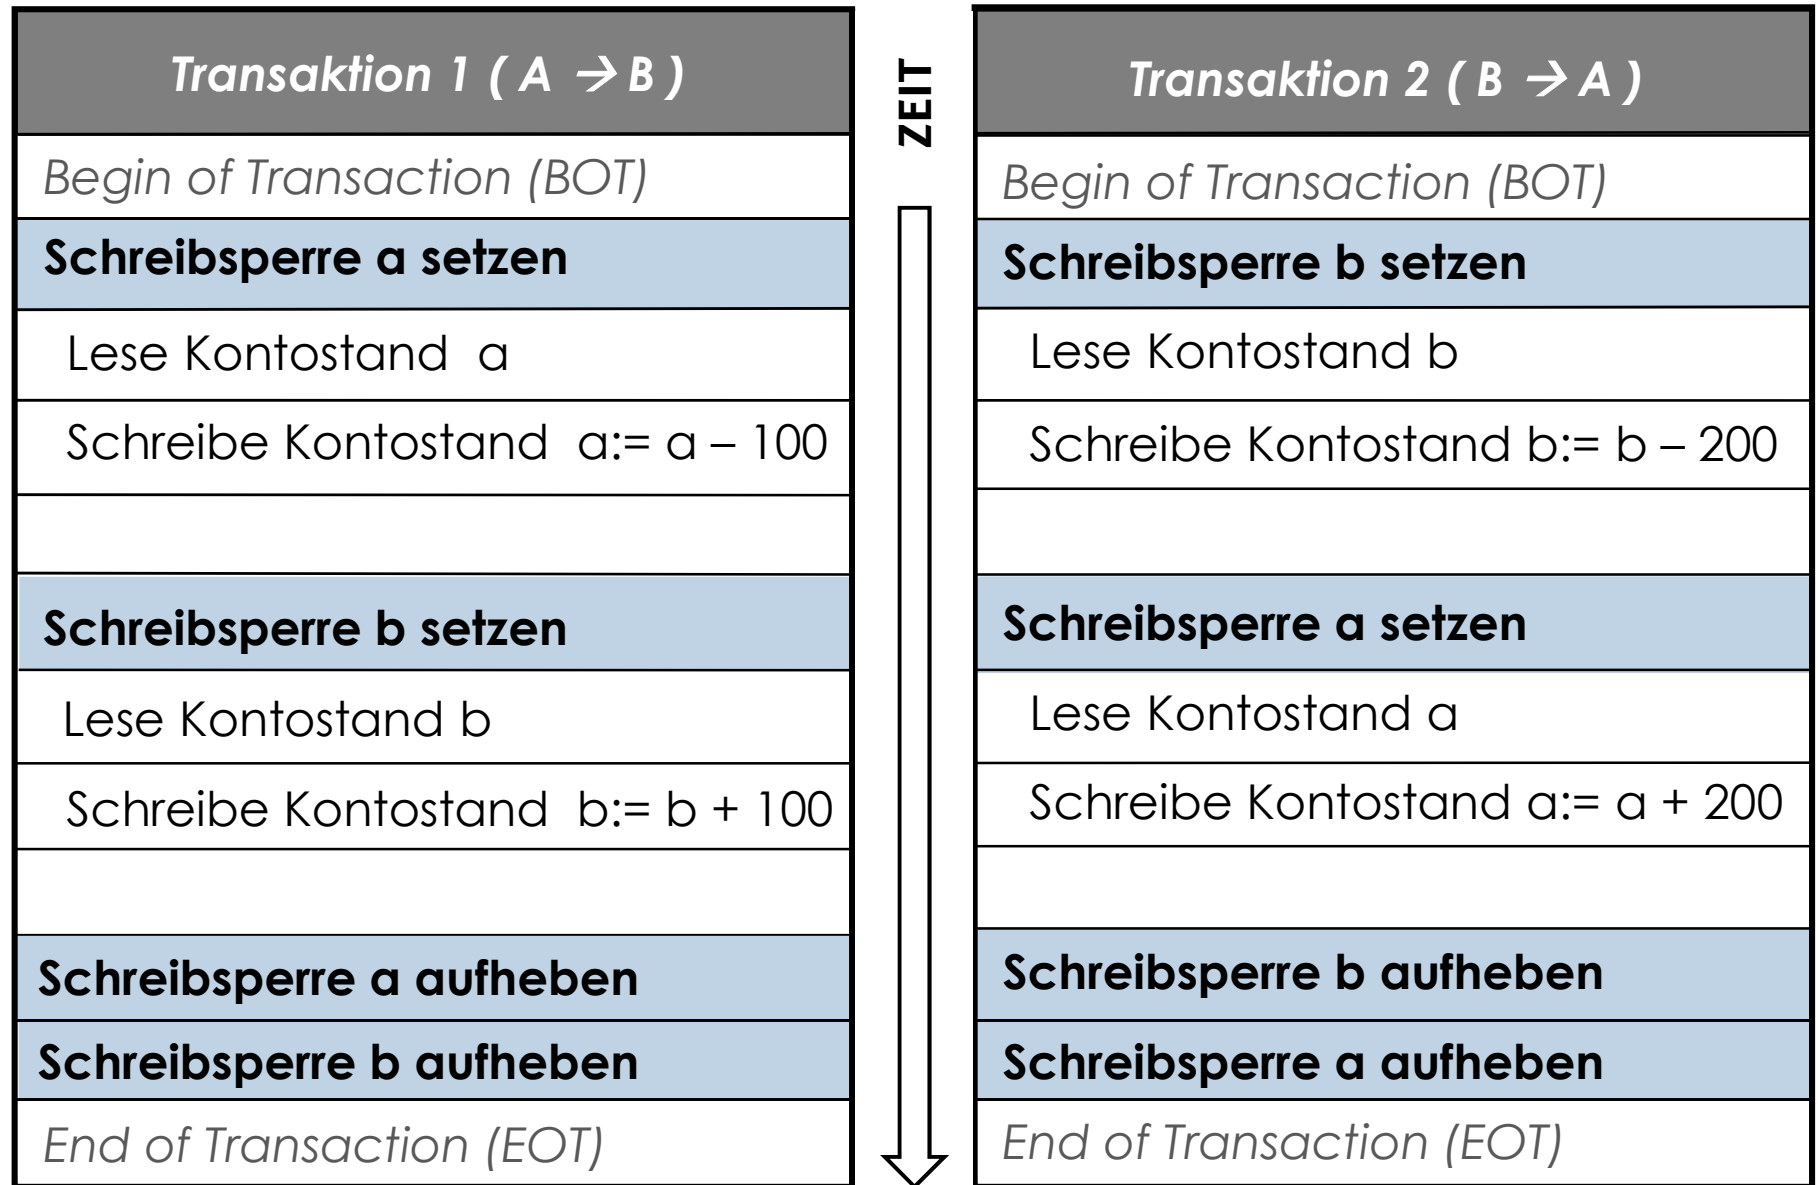 Transaktion 1 ( A → B )
Begin of Transaction (BOT)
Schreibsperre a setzen
Lese Kontostand a
Schreibe Kontostand a:= a – 100
Schreibsperre b setzen
Lese Kontostand b
Schreibe Kontostand b:= b + 100
Schreibsperre a aufheben
Schreibsperre b aufheben
End of Transaction (EOT)
ZEIT
Transaktion 2 ( B → A )
Begin of Transaction (BOT)
Schreibsperre b setzen
Lese Kontostand b
Schreibe Kontostand b:= b – 200
Schreibsperre a setzen
Lese Kontostand a
Schreibe Kontostand a:= a + 200
Schreibsperre b aufheben
Schreibsperre a aufheben
End of Transaction (EOT)